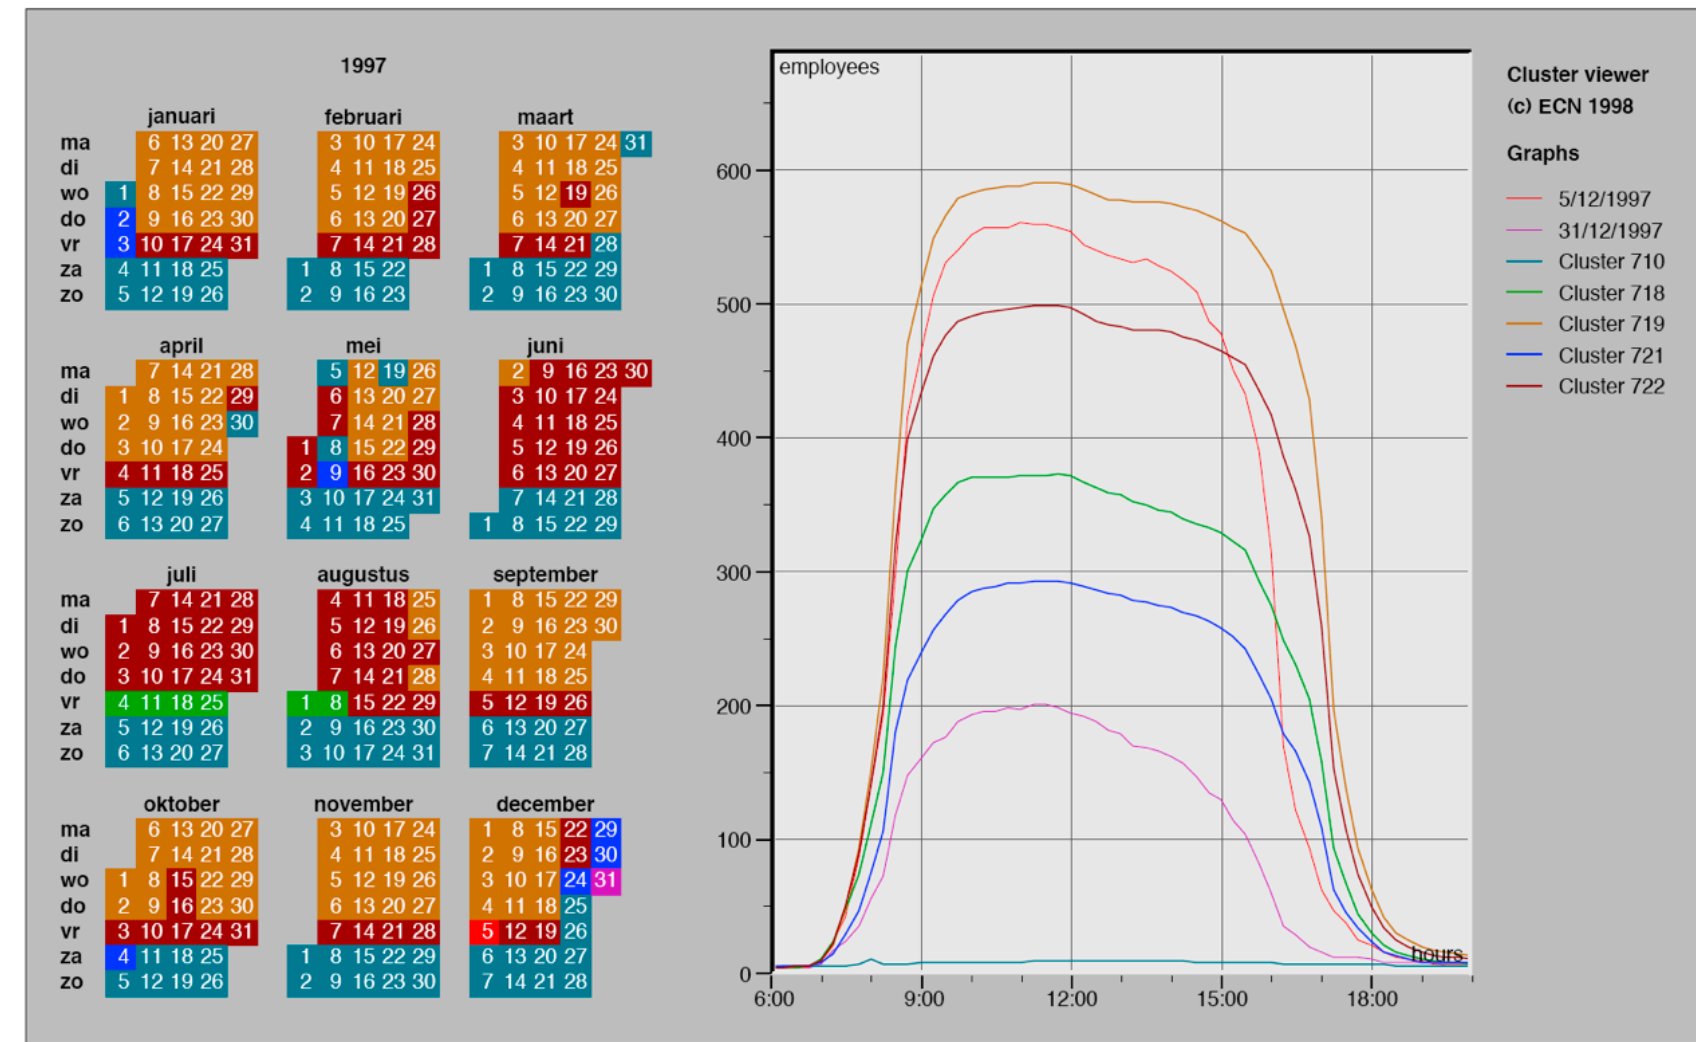 1997
januari februari maart
ma 6 13 20 27 3 10 17 24 3 10 17 24 31
di 7 14 21 28 4 11 18 25 4 11 18 25
wo 1 8 15 22 29 5 12 19 26 5 12 19 26
do 2 9 16 23 30 6 13 20 27 6 13 20 27
vr 3 10 17 24 31 7 14 21 28 7 14 21 28
za 4 11 18 25 1 8 15 22 1 8 15 22 29
zo 5 12 19 26 2 9 16 23 2 9 16 23 30
april mei juni
ma 7 14 21 28 5 12 19 26 2 9 16 23 30
di 1 8 15 22 29 6 13 20 27 3 10 17 24
wo 2 9 16 23 30 7 14 21 28 4 11 18 25
do 3 10 17 24 1 8 15 22 29 5 12 19 26
vr 4 11 18 25 2 9 16 23 30 6 13 20 27
za 5 12 19 26 3 10 17 24 31 7 14 21 28
zo 6 13 20 27 4 11 18 25 1 8 15 22 29
juli augustus september
ma 7 14 21 28 4 11 18 25 1 8 15 22 29
di 1 8 15 22 29 5 12 19 26 2 9 16 23 30
wo 2 9 16 23 30 6 13 20 27 3 10 17 24
do 3 10 17 24 31 7 14 21 28 4 11 18 25
vr 4 11 18 25 1 8 15 22 29 5 12 19 26
za 5 12 19 26 2 9 16 23 30 6 13 20 27
zo 6 13 20 27 3 10 17 24 31 7 14 21 28
oktober november december
ma 6 13 20 27 3 10 17 24 1 8 15 22 29
di 7 14 21 28 4 11 18 25 2 9 16 23 30
wo 1 8 15 22 29 5 12 19 26 3 10 17 24 31
do 2 9 16 23 30 6 13 20 27 4 11 18 25
vr 3 10 17 24 31 7 14 21 28 5 12 19 26
za 4 11 18 25 1 8 15 22 29 6 13 20 27
zo 5 12 19 26 2 9 16 23 30 7 14 21 28
employees
600
500
400
300
200
100
0
hours
6:00 9:00 12:00 15:00 18:00
Cluster viewer
(c) ECN 1998
Graphs
5/12/1997
31/12/1997
Cluster 710
Cluster 718
Cluster 719
Cluster 721
Cluster 722